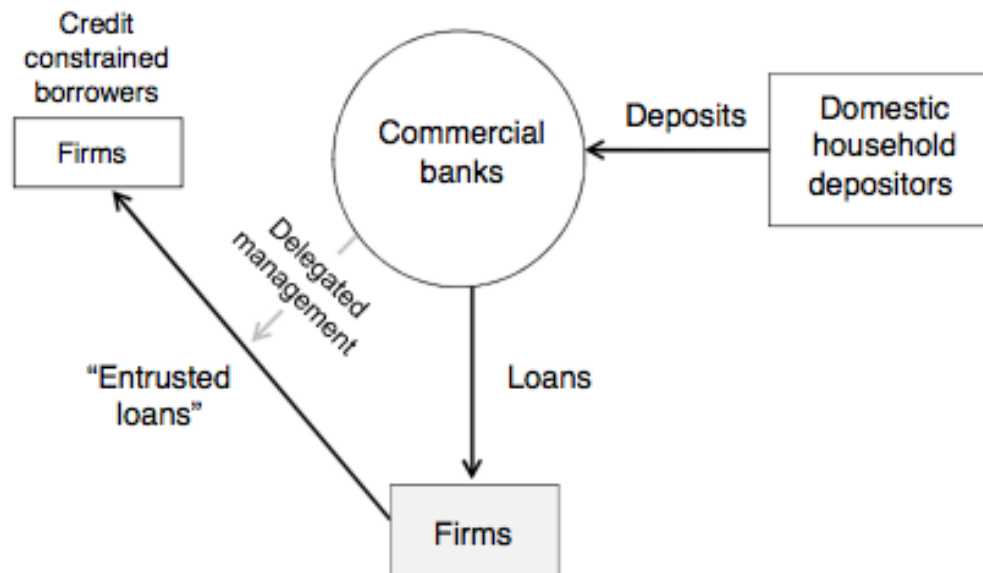 Credit
constrained
borrowers
Firms
Commercial
banks
Deposits
Domestic
household
depositors
Delegated
management
“Entrusted
loans”
Loans
Firms